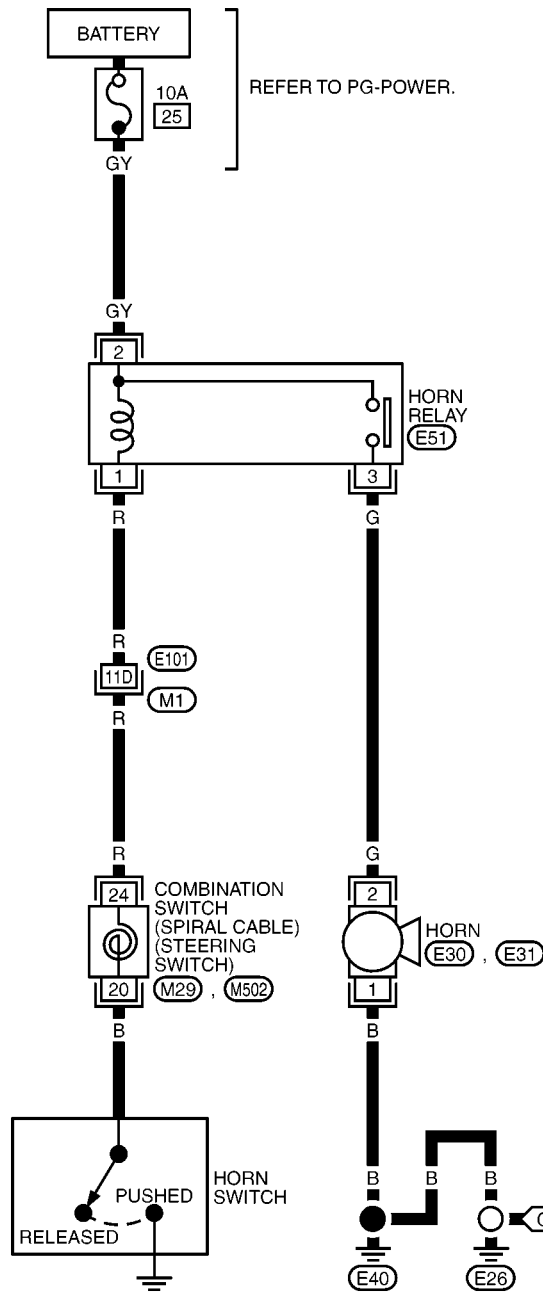 BATTERY
10A
25
REFER TO PG-POWER.
GY
GY
2
HORN
RELAY
E51
1
3
R
G
R
E101
11D
M1
R
R
G
24
2
COMBINATION
SWITCH
(SPIRAL CABLE)
(STEERING
SWITCH)
M29 , M502
HORN
E30 , E31
20
1
B
B
HORN
SWITCH
PUSHED
RELEASED
B
B
B
E40
E26